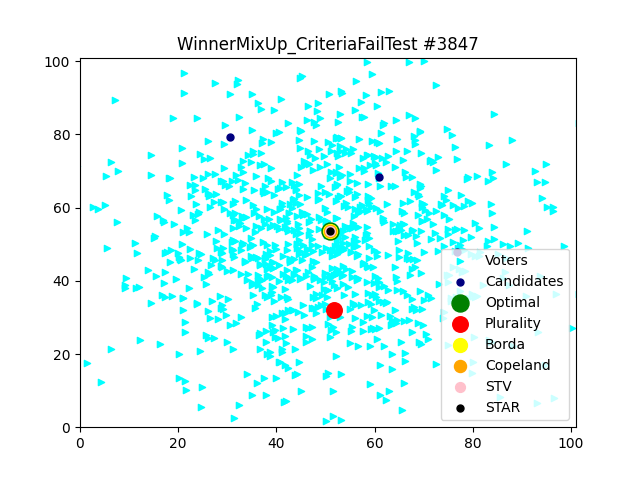 WinnerMixUp_CriteriaFailTest #3847
100
80
60
40
20
0
0 20 40 60 80 100
Voters
Candidates
Optimal
Plurality
Borda
Copeland
STV
STAR